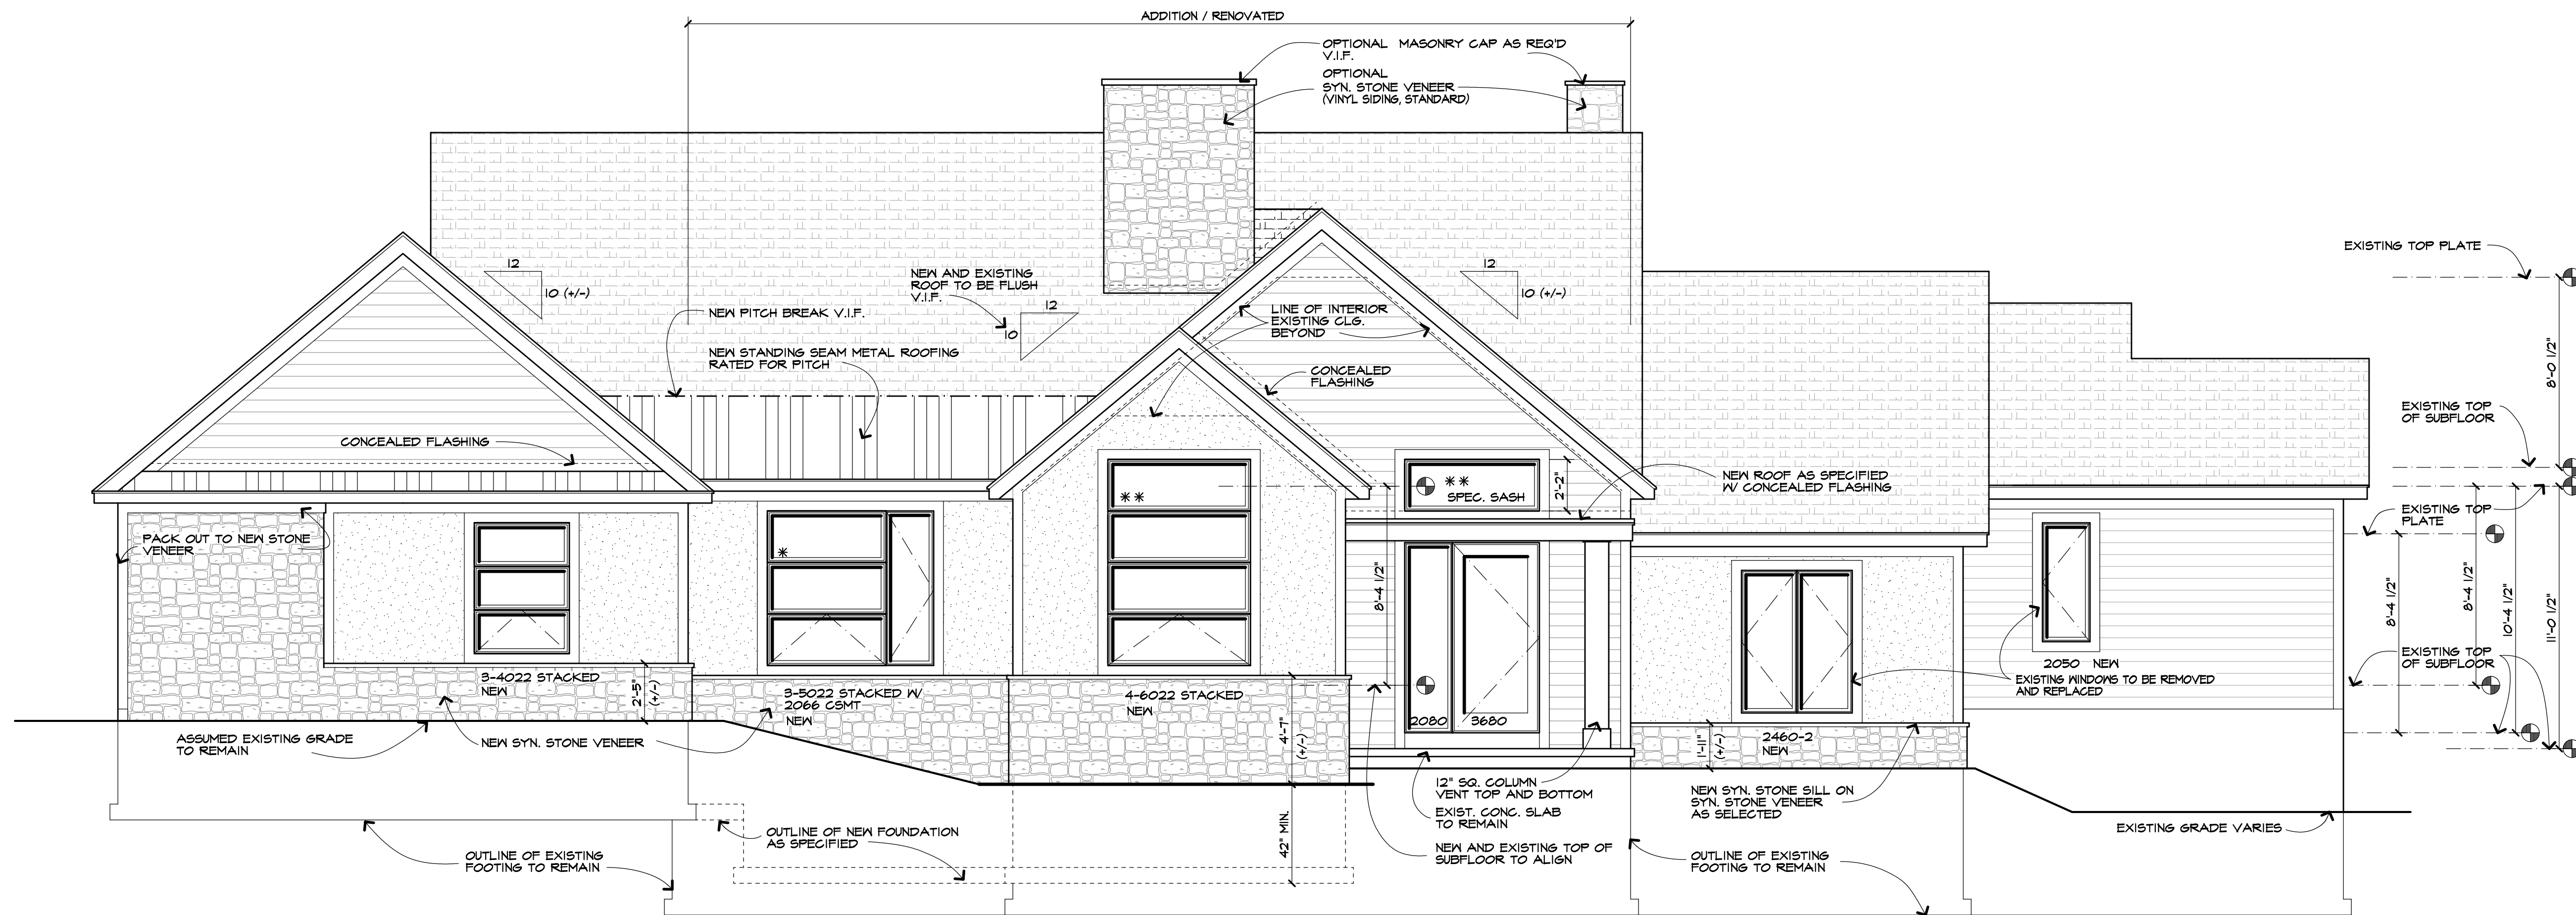 ADDITION / RENOVATED
OPTIONAL MASONRY CAP AS REQ'D
V.I.F.
OPTIONAL
SYN. STONE VENEER
(VINYL SIDING, STANDARD)
EXISTING TOP PLATE
12
10 (+/-)
NEW AND EXISTING
ROOF TO BE FLUSH
V.I.F.
12
10
12
10 (+/-)
NEW PITCH BREAK V.I.F.
LINE OF INTERIOR
EXISTING CLG.
BEYOND
NEW STANDING SEAM METAL ROOFING
RATED FOR PITCH
CONCEALED
FLASHING
8'-0 1/2"
EXISTING TOP
OF SUBFLOOR
CONCEALED FLASHING
NEW ROOF AS SPECIFIED
W/ CONCEALED FLASHING
**
**
SPEC. SASH
2'-2"
EXISTING TOP
PLATE
PACK OUT TO NEW STONE
VENEER
*
8'-4 1/2"
8'-4 1/2"
8'-4 1/2"
10'-4 1/2"
11'-0 1/2"
EXISTING TOP
OF SUBFLOOR
2050 NEW
EXISTING WINDOWS TO BE REMOVED
AND REPLACED
3-4022 STACKED
NEW
2'-5"
(+/-)
3-5022 STACKED W/
2066 CSMT
NEW
4-6022 STACKED
NEW
4'-7"
(+/-)
2080
3680
1'-11"
(+/-)
2460-2
NEW
ASSUMED EXISTING GRADE
TO REMAIN
NEW SYN. STONE VENEER
12" SQ. COLUMN
VENT TOP AND BOTTOM
EXIST. CONC. SLAB
TO REMAIN
NEW SYN. STONE SILL ON
SYN. STONE VENEER
AS SELECTED
42" MIN.
OUTLINE OF NEW FOUNDATION
AS SPECIFIED
EXISTING GRADE VARIES
OUTLINE OF EXISTING
FOOTING TO REMAIN
NEW AND EXISTING TOP OF
SUBFLOOR TO ALIGN
OUTLINE OF EXISTING
FOOTING TO REMAIN